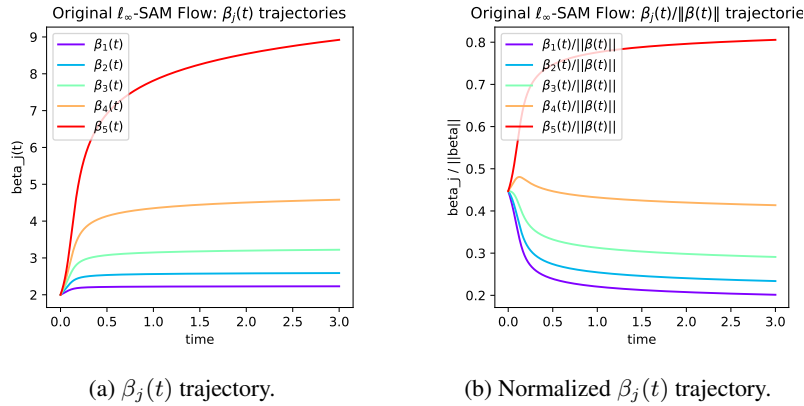 Original ℓ∞-SAM Flow: βj(t) trajectories
9
8
7
6
5
4
3
2
beta_j(t)
β1(t)
β2(t)
β3(t)
β4(t)
β5(t)
0.0 0.5 1.0 1.5 2.0 2.5 3.0
time
(a) βj(t) trajectory.
Original ℓ∞-SAM Flow: βj(t)/‖β(t)‖ trajectorie
0.8
0.7
0.6
0.5
0.4
0.3
0.2
beta_j / ||beta||
β1(t)/||β(t)||
β2(t)/||β(t)||
β3(t)/||β(t)||
β4(t)/||β(t)||
β5(t)/||β(t)||
0.0 0.5 1.0 1.5 2.0 2.5 3.0
time
(b) Normalized βj(t) trajectory.